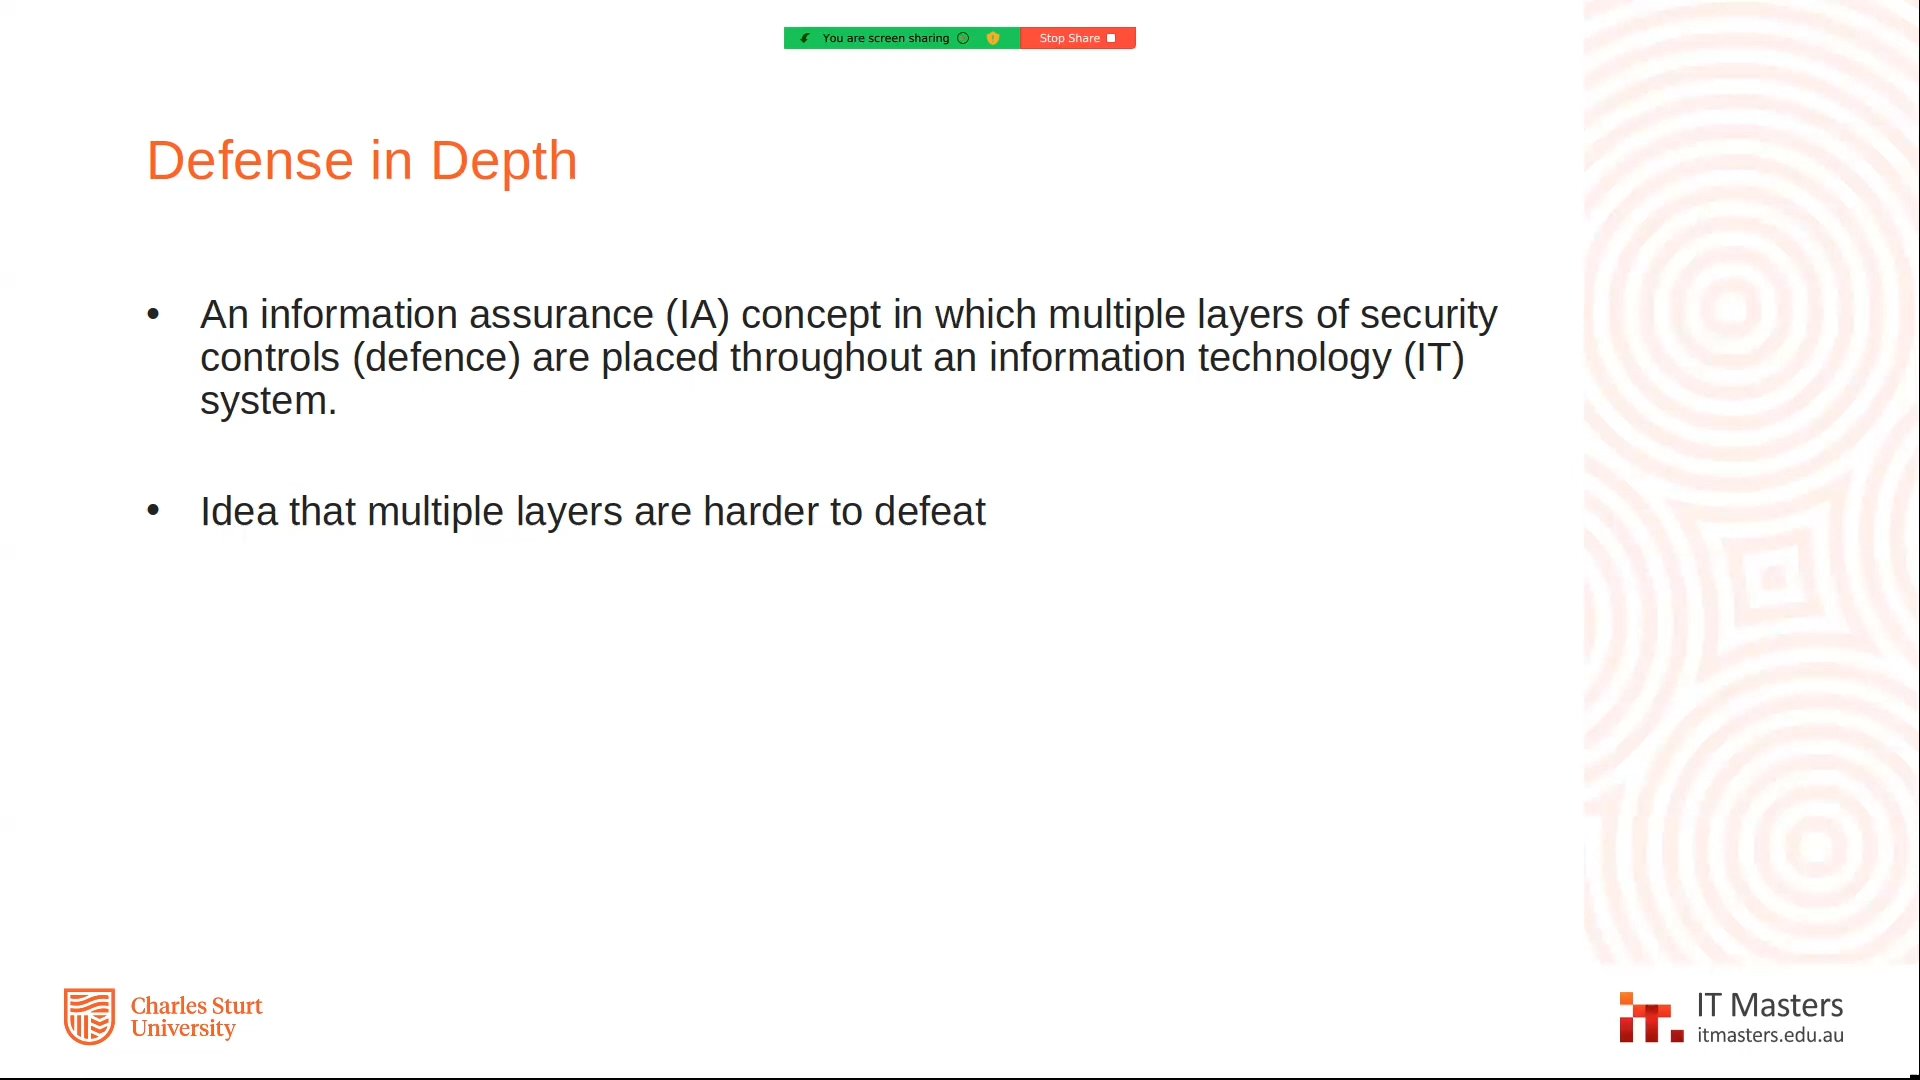 You are screen sharing
Stop Share
Defense in Depth
• An information assurance (IA) concept in which multiple layers of security
controls (defence) are placed throughout an information technology (IT)
system.
• Idea that multiple layers are harder to defeat
Charles Sturt
University
it.
IT Masters
itmasters.edu.au